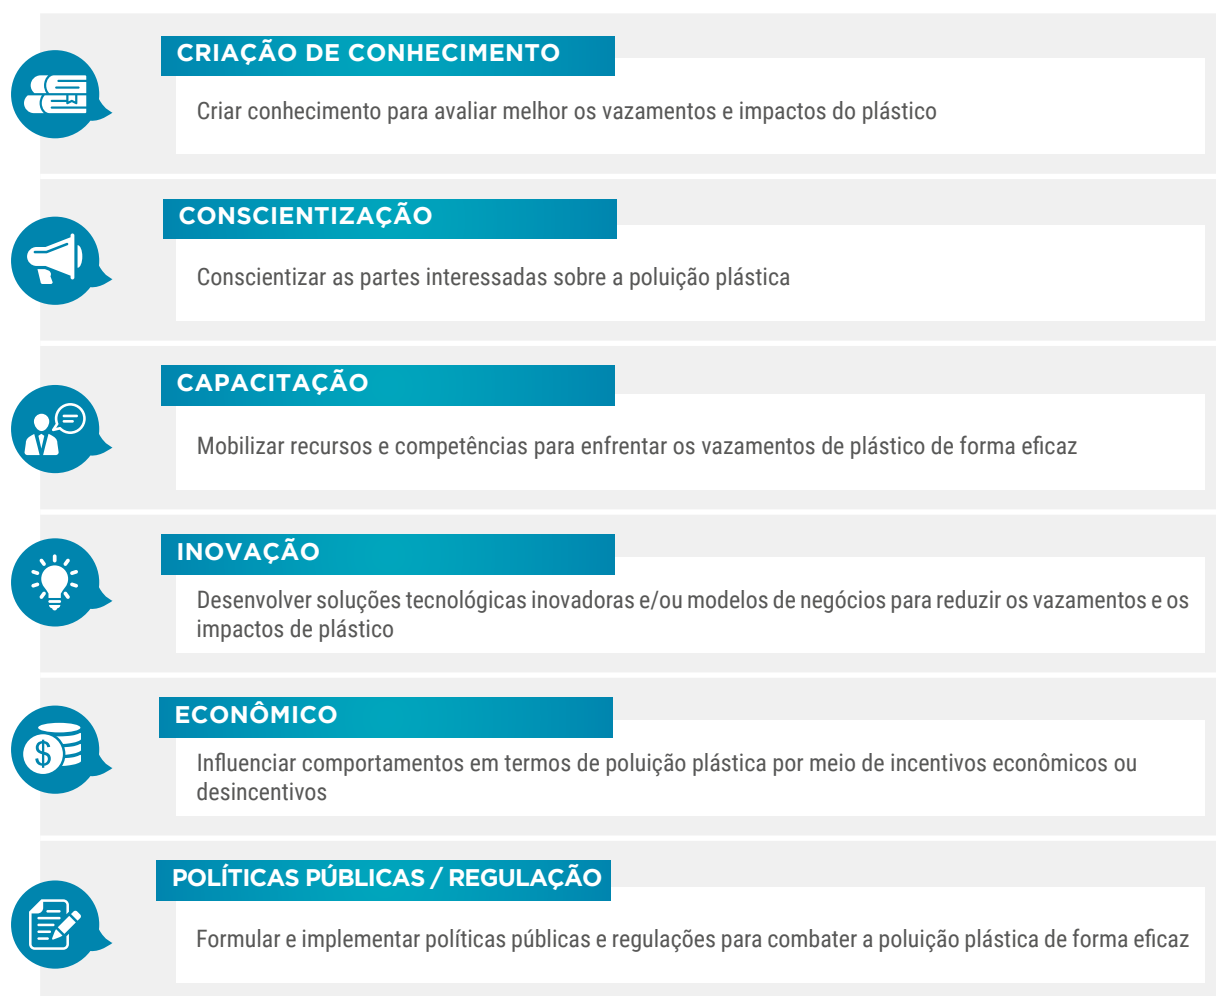 CRIAÇÃO DE CONHECIMENTO
Criar conhecimento para avaliar melhor os vazamentos e impactos do plástico
CONSCIENTIZAÇÃO
Conscientizar as partes interessadas sobre a poluição plástica
CAPACITAÇÃO
Mobilizar recursos e competências para enfrentar os vazamentos de plástico de forma eficaz
INOVAÇÃO
Desenvolver soluções tecnológicas inovadoras e/ou modelos de negócios para reduzir os vazamentos e os
impactos de plástico
ECONÔMICO
$
Influenciar comportamentos em termos de poluição plástica por meio de incentivos econômicos ou
desincentivos
POLÍTICAS PÚBLICAS / REGULAÇÃO
Formular e implementar políticas públicas e regulações para combater a poluição plástica de forma eficaz